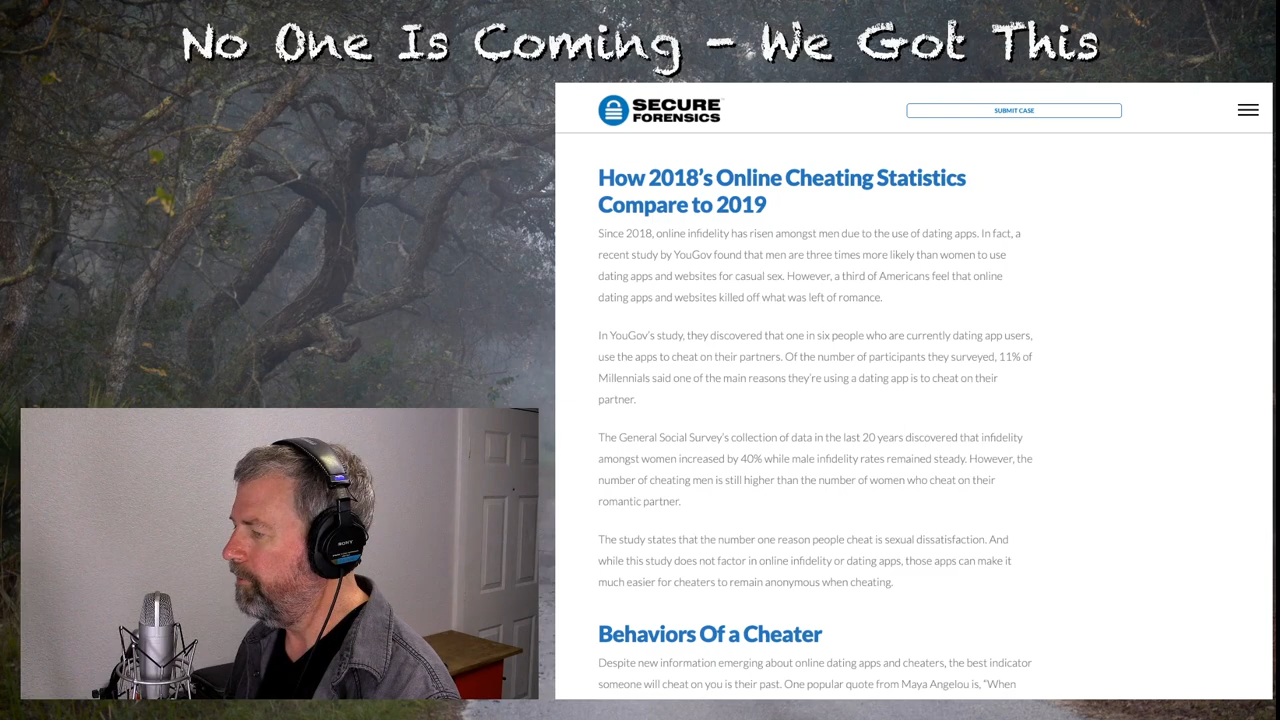 No One Is Coming - We Got This
SECURE
FORENSICS
SUBMIT CASE
How 2018's Online Cheating Statistics
Compare to 2019
Since 2018, online infidelity has risen amongst men due to the use of dating apps. In fact, a
recent study by YouGov found that men are three times more likely than women to use
dating apps and websites for casual sex. However, a third of Americans feel that online
dating apps and websites killed off what was left of romance.
In YouGov's study, they discovered that one in six people who are currently dating app users,
use the apps to cheat on their partners. Of the number of participants they surveyed, 11% of
Millennials said one of the main reasons they're using a dating app is to cheat on their
partner.
The General Social Survey's collection of data in the last 20 years discovered that infidelity
amongst women increased by 40% while male infidelity rates remained steady. However, the
number of cheating men is still higher than the number of women who cheat on their
romantic partner.
The study states that the number one reason people cheat is sexual dissatisfaction. And
while this study does not factor in online infidelity or dating apps, those apps can make it
much easier for cheaters to remain anonymous when cheating.
Behaviors Of a Cheater
Despite new information emerging about online dating apps and cheaters, the best indicator
someone will cheat on you is their past. One popular quote from Maya Angelou is, "When
SONY